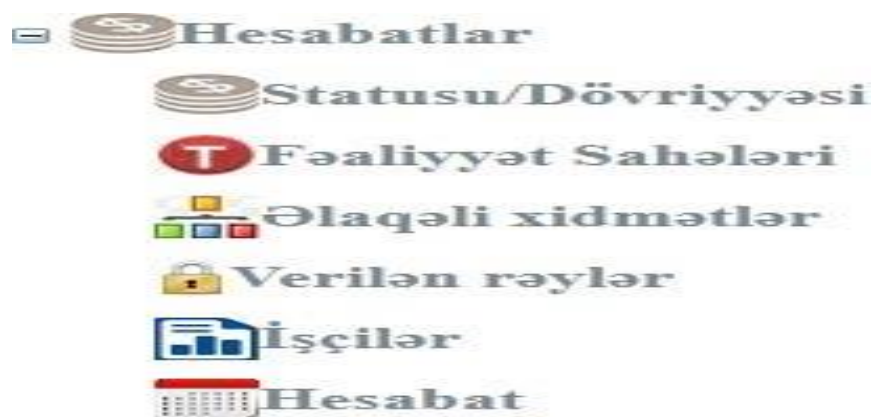 Hesabatlar
Statusu/Dövriyyəsi
Fəaliyyət Sahələri
Əlaqəli xidmətlər
Verilən rəylər
İşçilər
Hesabat